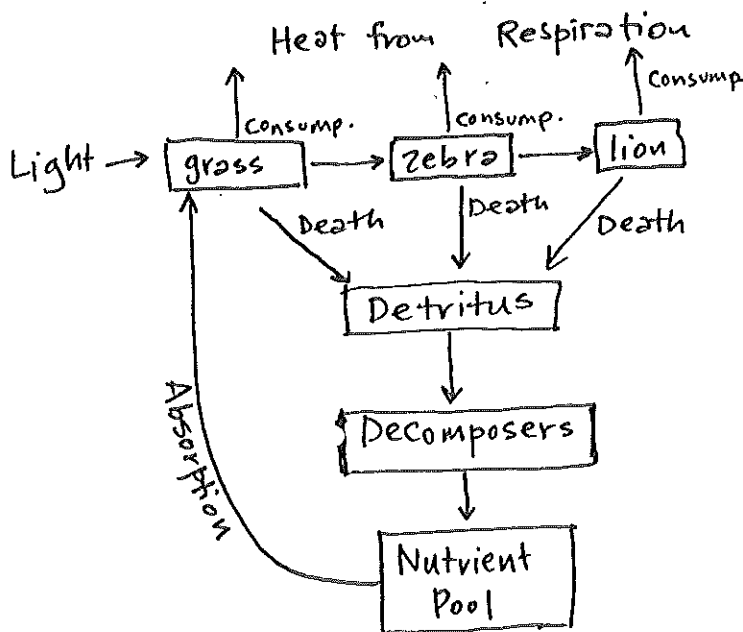 Heat from Respiration
Consump.
Consump.
Consump
Light
grass
zebra
lion
Death
Death
Death
Detritus
Absorption
Decomposers
Nutrient
Pool